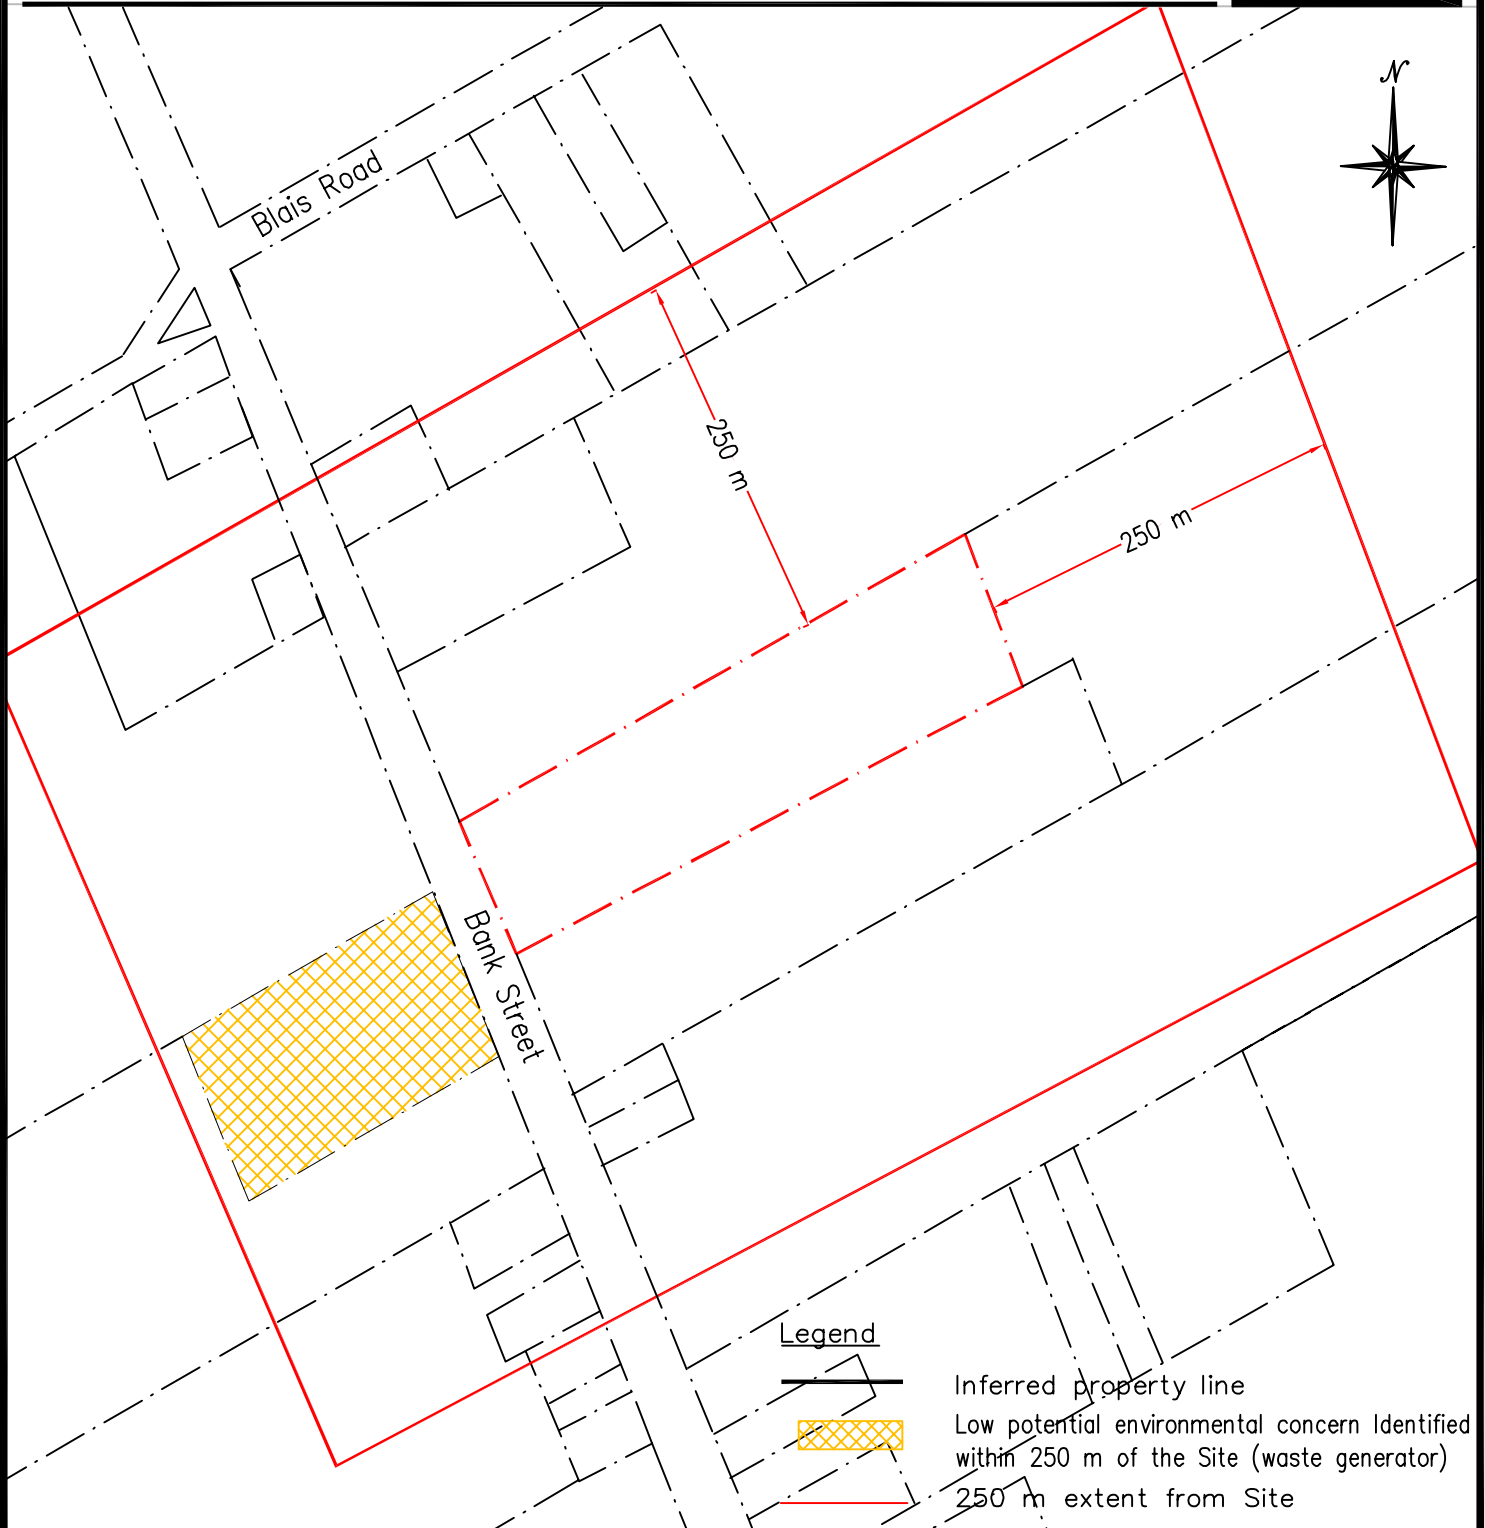 N
Blais Road
250 m
250 m
Bank Street
Legend
Inferred property line
Low potential environmental concern Identified
within 250 m of the Site (waste generator)
250 m extent from Site